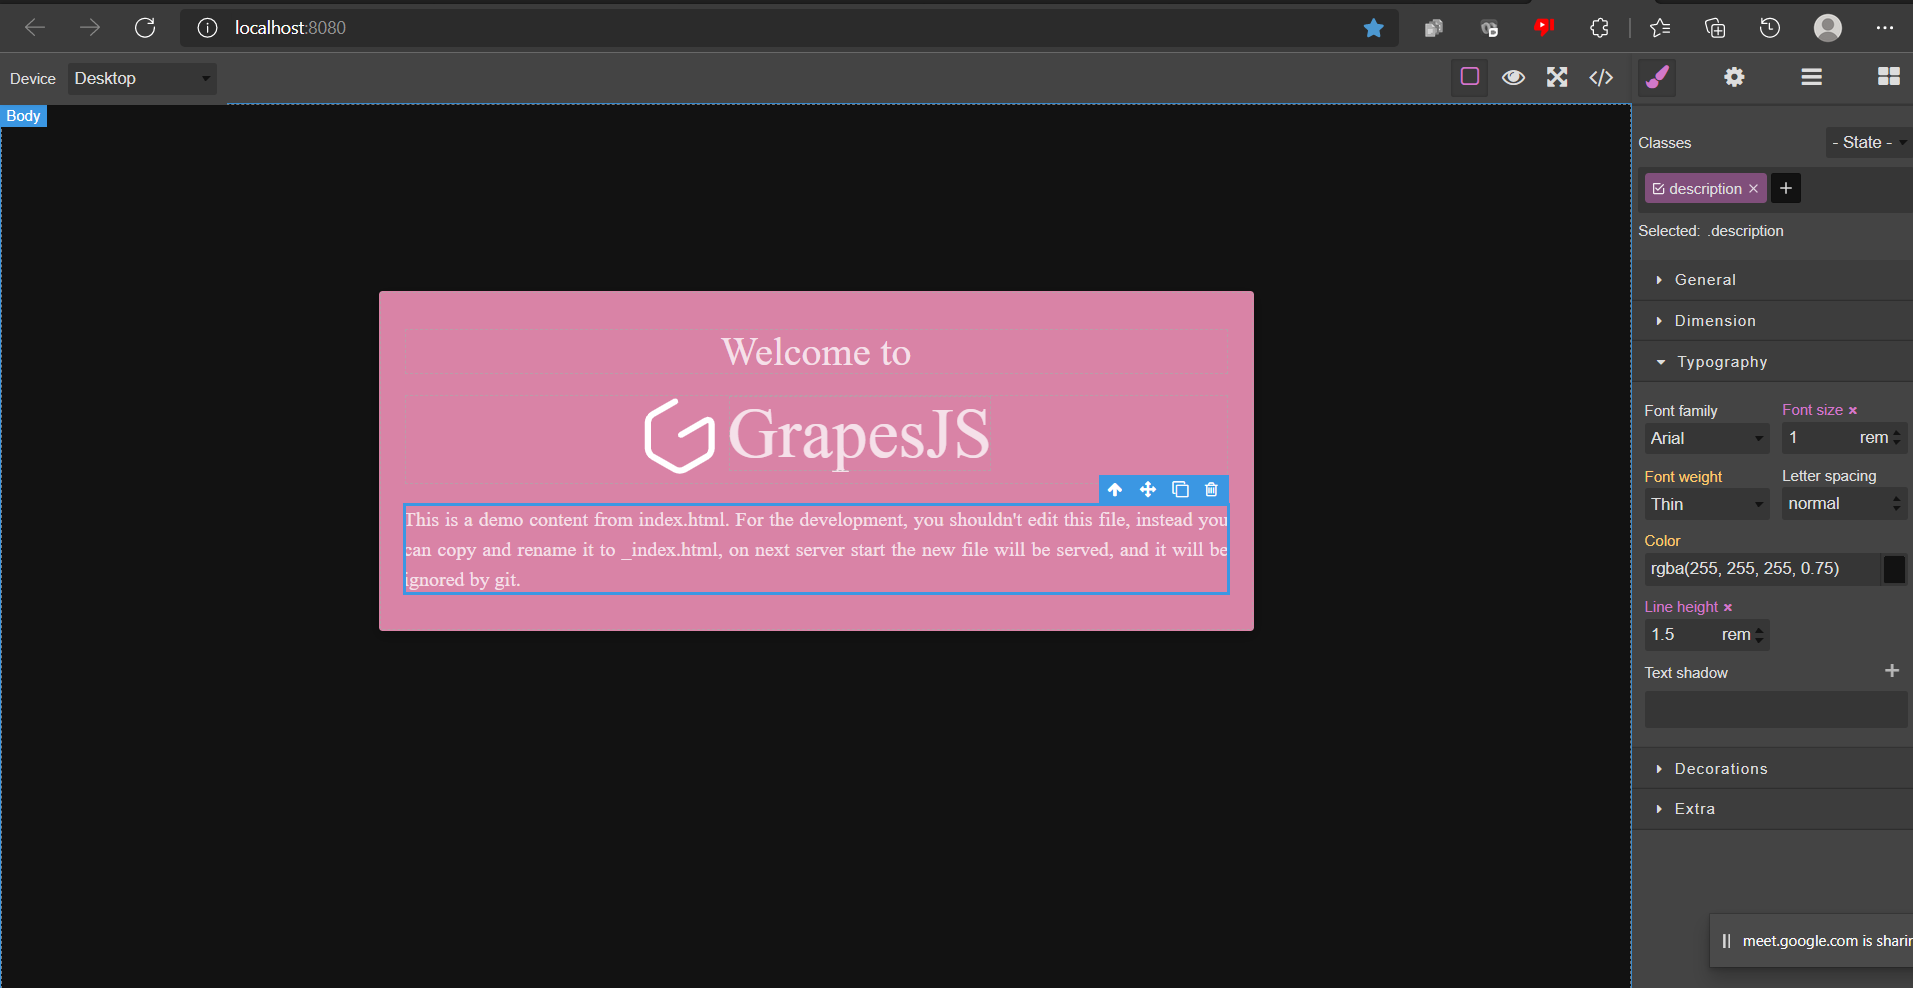 localhost:8080
Device Desktop
Body
Welcome to
GrapesJS
This is a demo content from index.html. For the development, you shouldn't edit this file, instead you
can copy and rename it to _index.html, on next server start the new file will be served, and it will be
ignored by git.
Classes
- State -
description
Selected: .description
General
Dimension
Typography
Font family
Font size
Arial
1 rem
Font weight
Letter spacing
Thin
normal
Color
rgba(255, 255, 255, 0.75)
Line height
1.5 rem
Text shadow
Decorations
Extra
meet.google.com is sharin